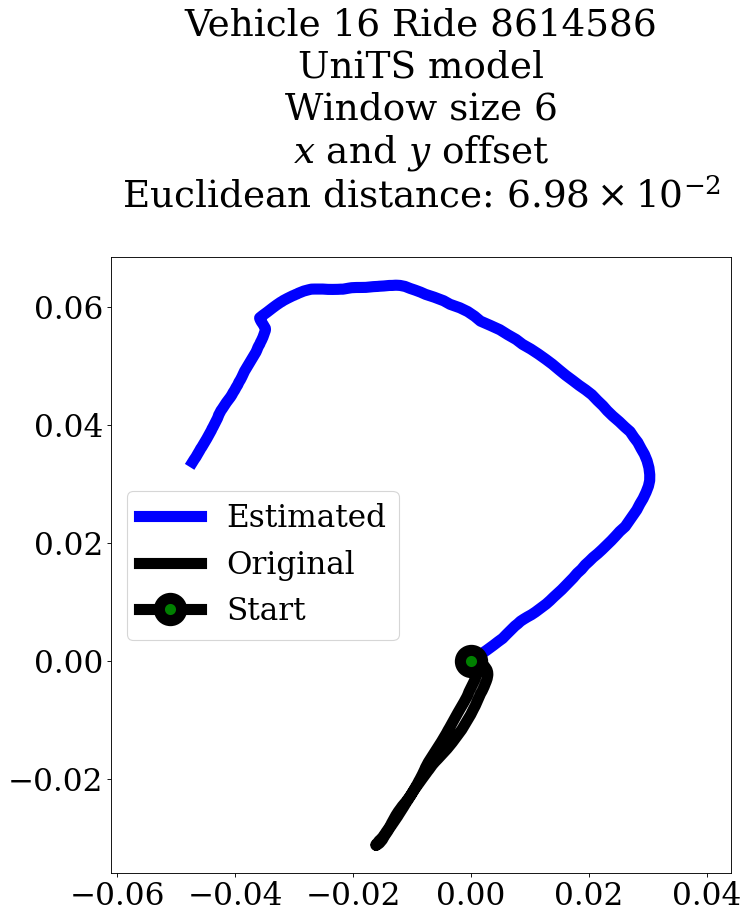 Vehicle 16 Ride 8614586
UniTS model
Window size 6
x and y offset
Euclidean distance: 6.98 × 10⁻²
0.06
0.04
0.02
0.00
−0.02
Estimated
Original
Start
−0.06 −0.04 −0.02 0.00 0.02 0.04